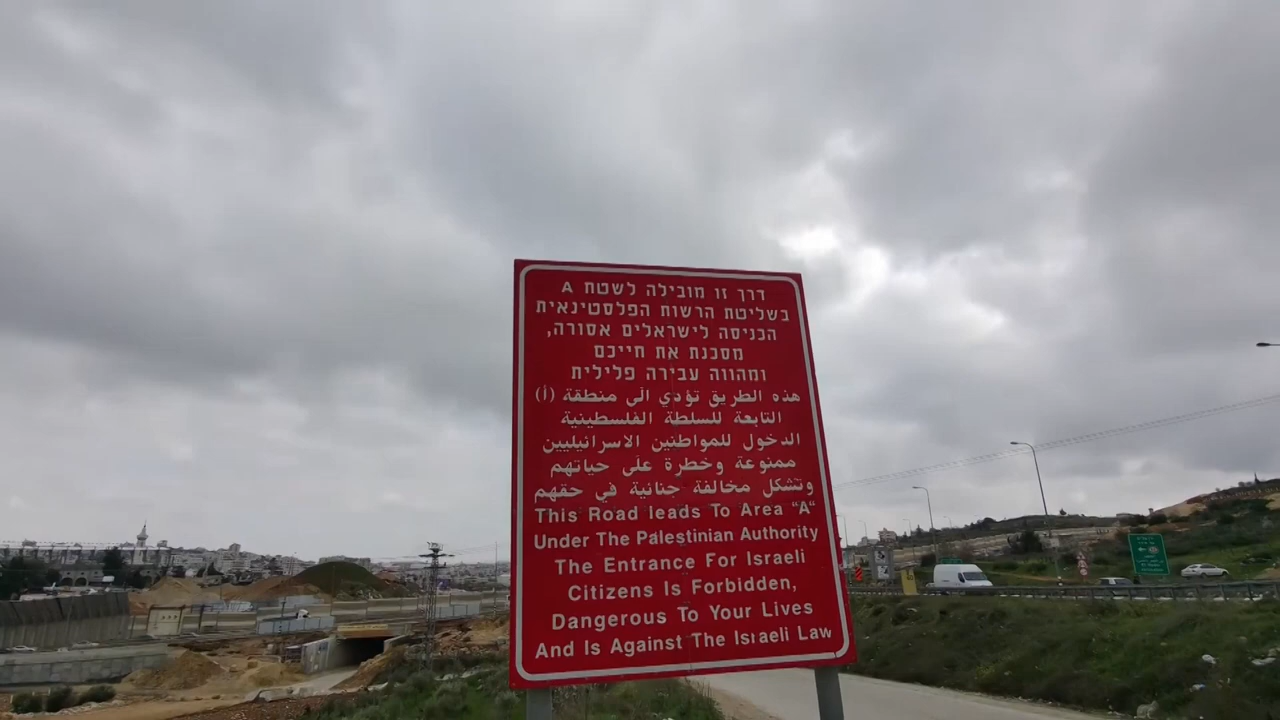 דרך זו מובילה לשטח A
בשליטת הרשות הפלסטינאית
הכניסה לישראלים אסורה,
מסכנת את חייכם
ומהווה עבירה פלילית
هذه الطريق تؤدي الى منطقة (أ)
التابعة للسلطة الفلسطينية
الدخول للمواطنين الاسرائيليين
ممنوعة وخطرة على حياتهم
وتشكل مخالفة جنائية في حقهم
This Road leads To Area "A"
Under The Palestinian Authority
The Entrance For Israeli
Citizens Is Forbidden,
Dangerous To Your Lives
And Is Against The Israeli Law